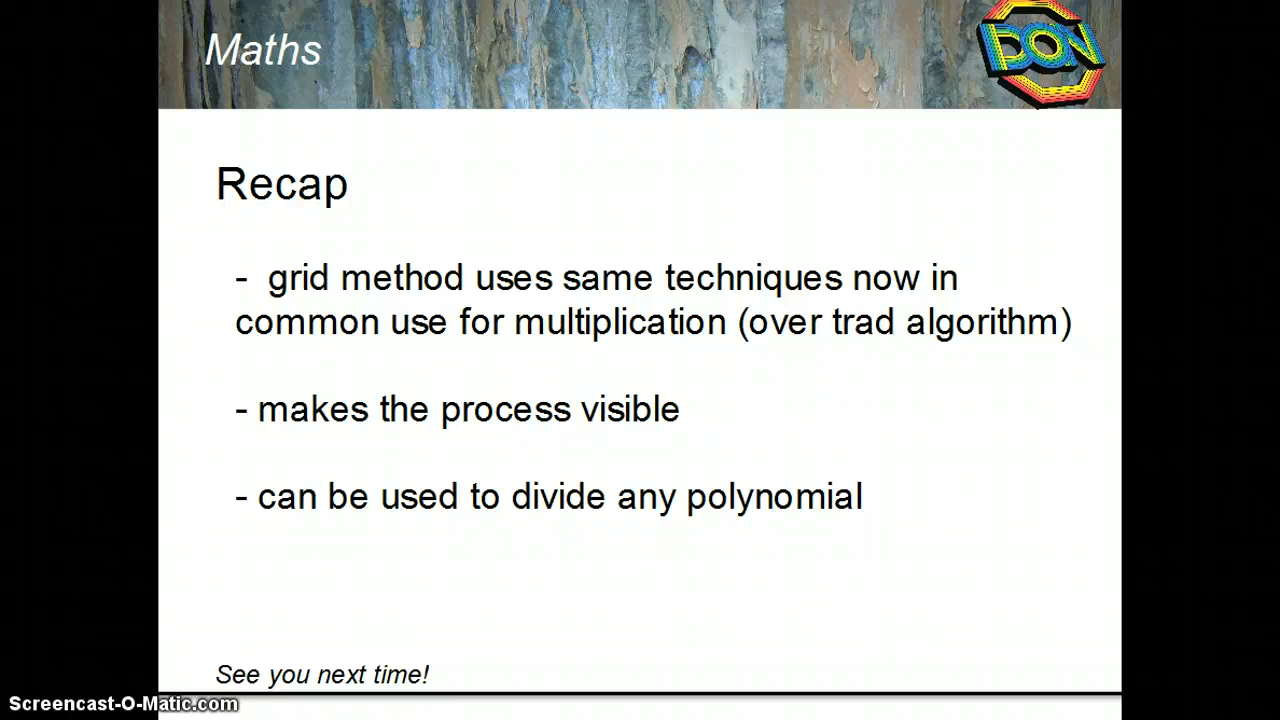 Maths
DON
Recap
-  grid method uses same techniques now in
common use for multiplication (over trad algorithm)
- makes the process visible
- can be used to divide any polynomial
See you next time!
Screencast-O-Matic.com